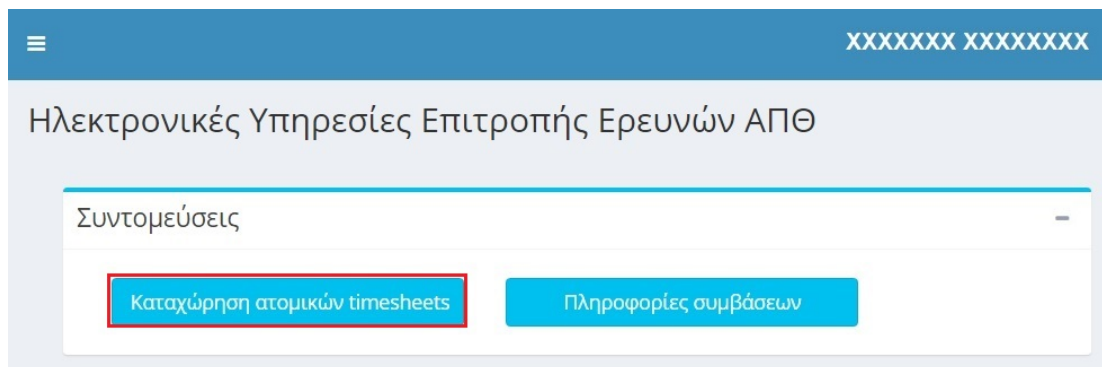 XXXXXXX XXXXXXXX
Ηλεκτρονικές Υπηρεσίες Επιτροπής Ερευνών ΑΠΘ
Συντομεύσεις
Καταχώρηση ατομικών timesheets
Πληροφορίες συμβάσεων